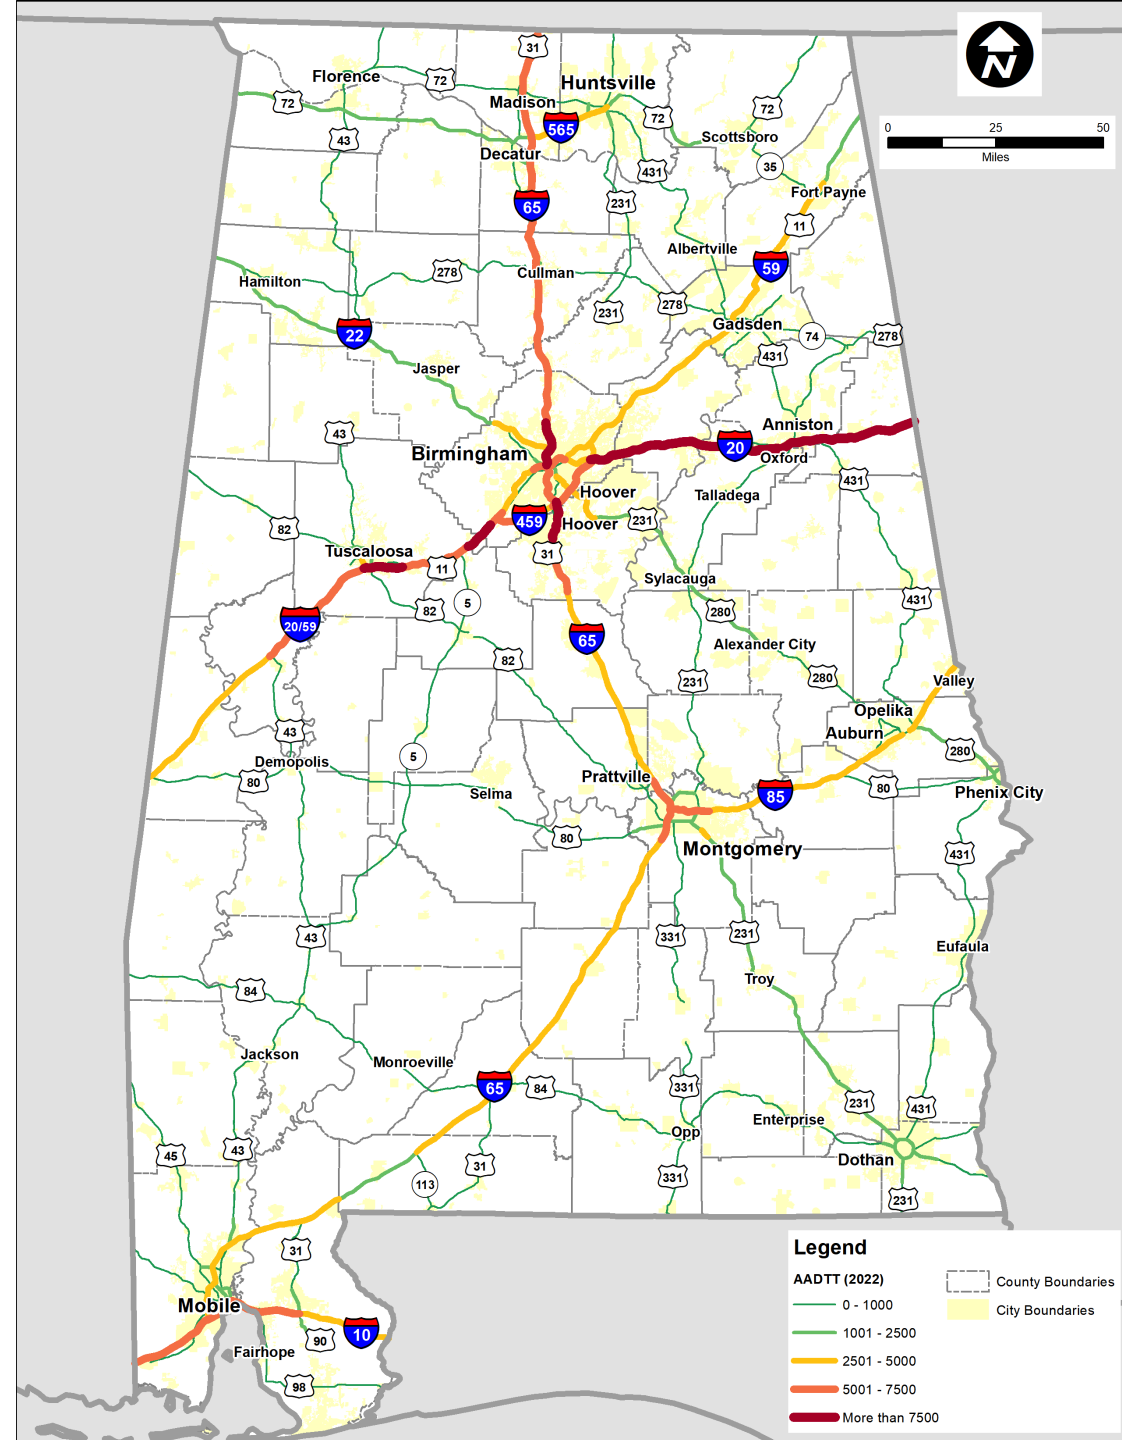 N
0 25 50
Miles
31
Florence
72
Huntsville
72
Madison
72
72
565
43
Scottsboro
Decatur
35
431
Fort Payne
65
231
11
Albertville
59
278
Cullman
Hamilton
278
231
Gadsden
22
74
278
431
Jasper
Anniston
43
20
Birmingham
Oxford
431
Hoover
Talladega
459
231
82
Hoover
Tuscaloosa
31
11
Sylacauga
5
431
82
280
20/59
65
Alexander City
82
280
231
Valley
Opelika
43
Auburn
280
5
Demopolis
Prattville
80
80
Selma
85
Phenix City
80
Montgomery
431
231
43
331
Eufaula
Troy
84
Jackson
Monroeville
65
84
331
231
431
Enterprise
Opp
43
45
Dothan
31
331
113
231
31
Mobile
10
90
Fairhope
98
Legend
AADTT (2022)
0 - 1000
1001 - 2500
2501 - 5000
5001 - 7500
More than 7500
County Boundaries
City Boundaries